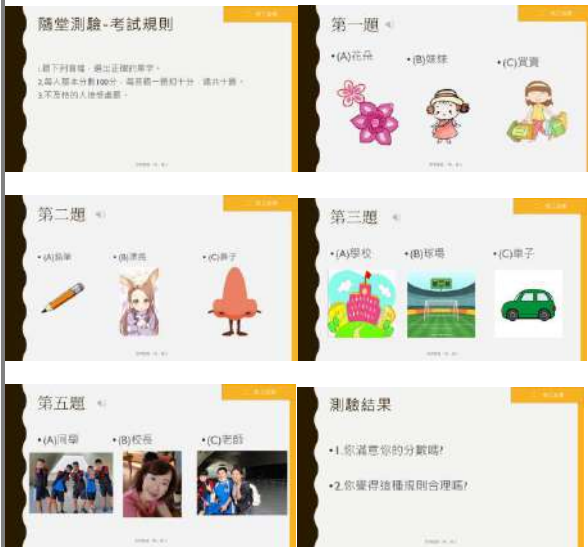 隨堂測驗-考試規則
1.聽下列音檔，選出正確的單字。
2.每人基本分數100分，每答錯一題扣十分，總共十題。
3.不及格的人接受處罰。
第一題
•(A)花朵
•(B)妹妹
•(C)買賣
第二題
•(A)鉛筆
•(B)漂亮
•(C)鼻子
第三題
•(A)學校
•(B)球場
•(C)車子
第五題
•(A)同學
•(B)校長
•(C)老師
測驗結果
•1.你滿意你的分數嗎?
•2.你覺得這種規則合理嗎?